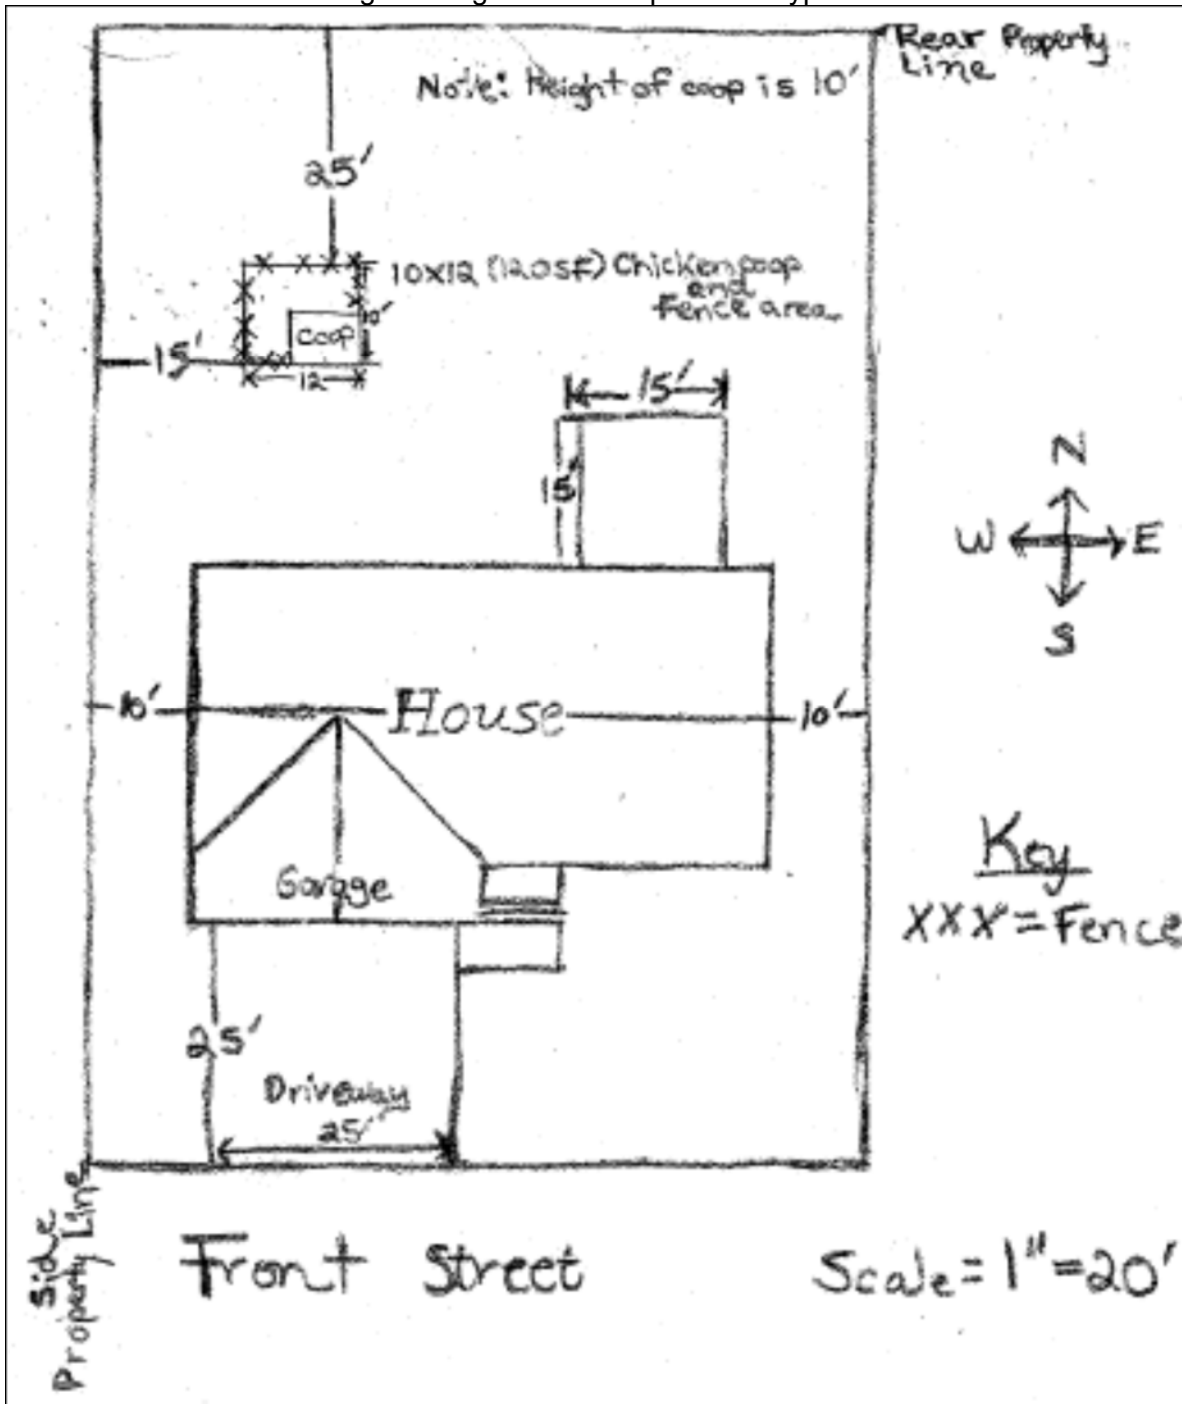 Rear Property
Line
Note: Height of coop is 10'
25'
10X12 (120SF) Chicken coop
and
Fence area
10'
Coop
15'
12
15'
15'
N
W E
S
10'
House
10'
Key
XXX = Fence
Garage
25'
Driveway
25'
Side
Property Line
Front Street
Scale = 1" = 20'